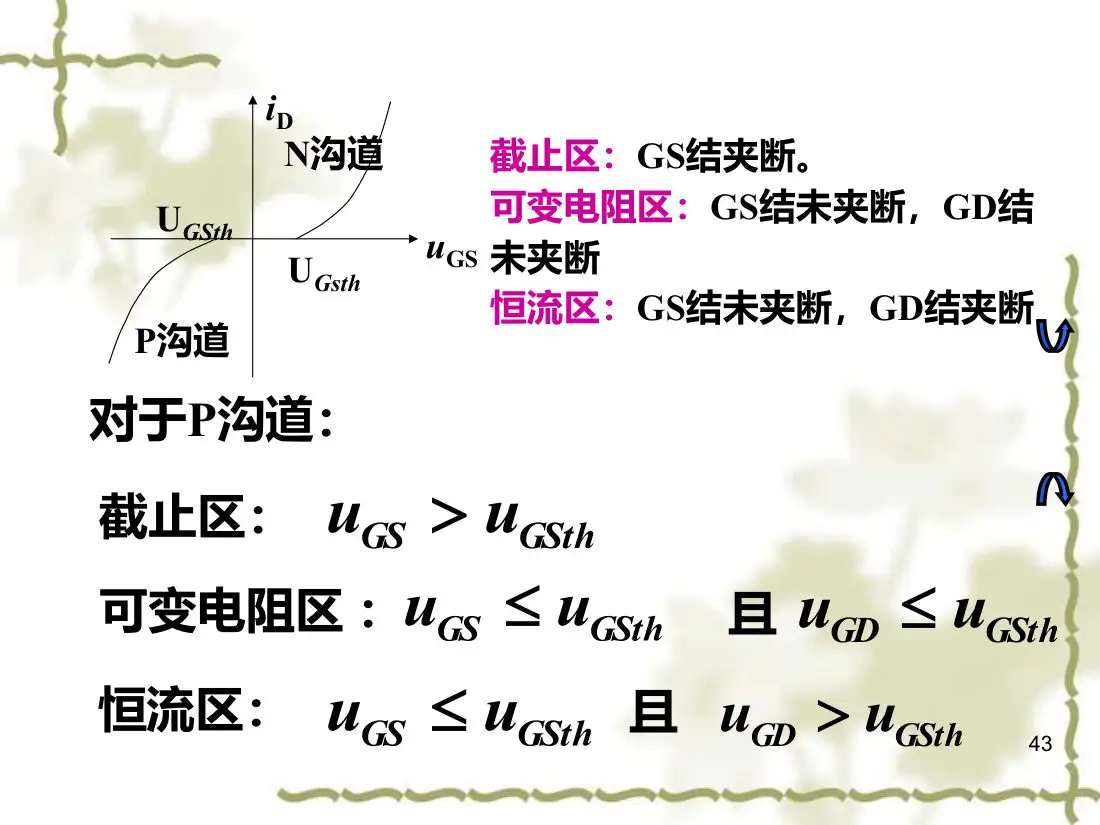 iD
N沟道
UGSth
uGS
UGsth
P沟道
截止区：GS结夹断。
可变电阻区：GS结未夹断，GD结
未夹断
恒流区：GS结未夹断，GD结夹断
对于P沟道：
截止区： uGS > uGSth
可变电阻区 ：uGS ≤ uGSth 且 uGD ≤ uGSth
恒流区： uGS ≤ uGSth 且 uGD > uGSth
43